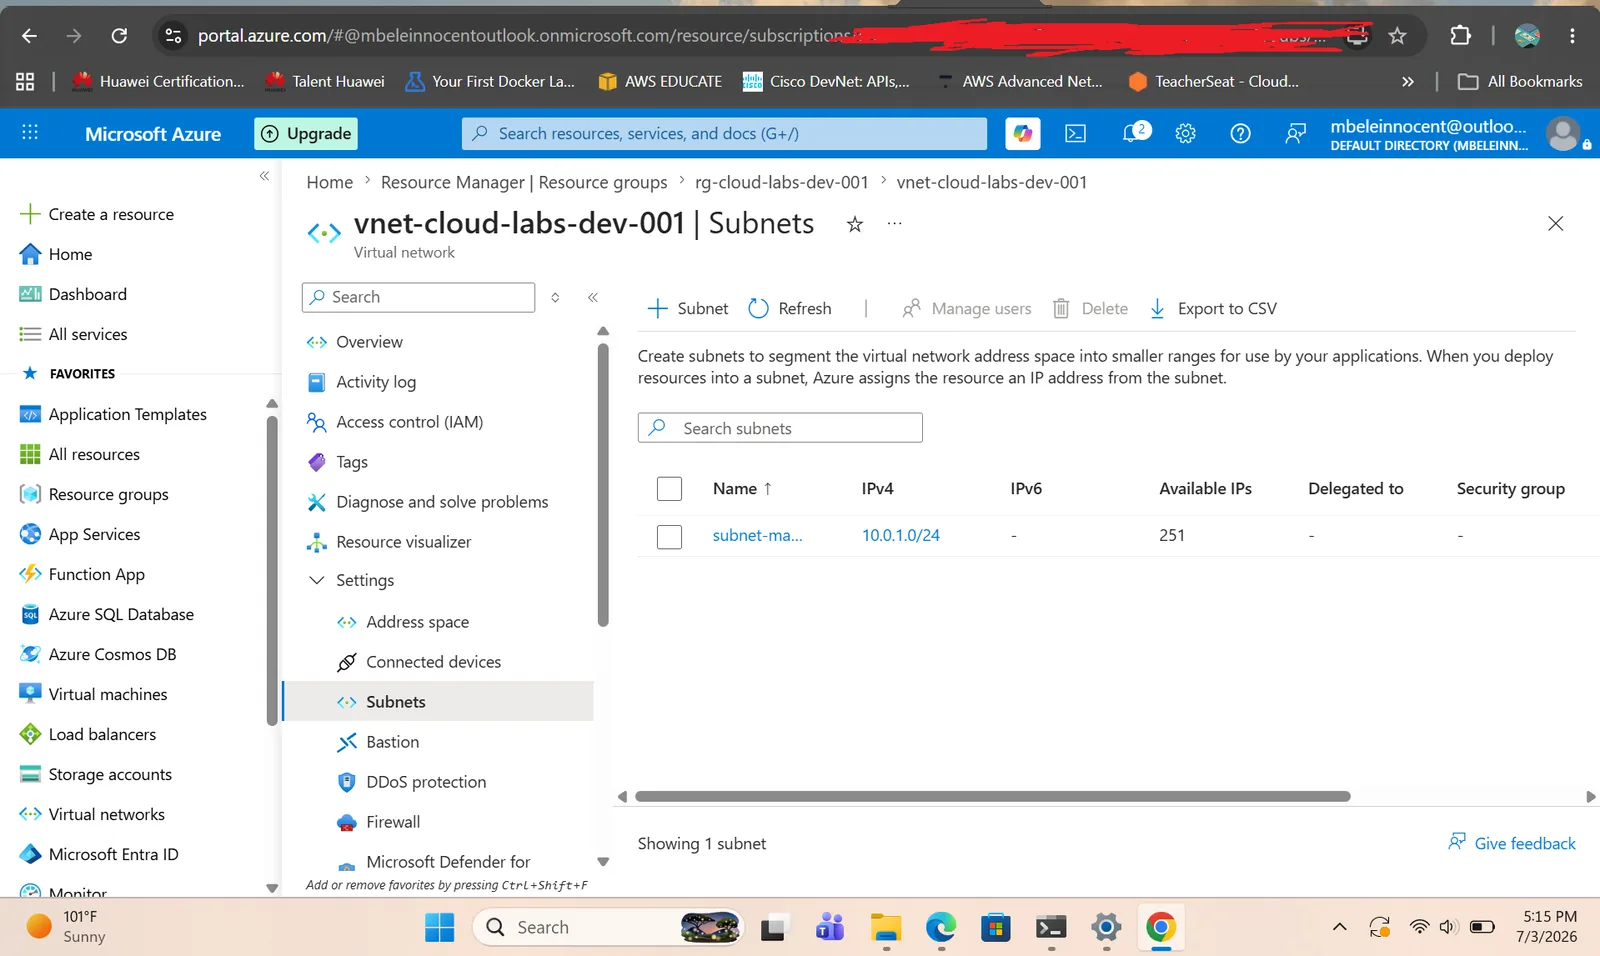 portal.azure.com/#@mbeleinnocentoutlook.onmicrosoft.com/resource/subscriptions
Huawei Certification...
Talent Huawei
Your First Docker La...
AWS EDUCATE
Cisco DevNet: APIs,...
AWS Advanced Net...
TeacherSeat - Cloud...
»
All Bookmarks
Microsoft Azure
Upgrade
Search resources, services, and docs (G+/)
2
mbeleinnocent@outloo...
DEFAULT DIRECTORY (MBELEINN...
Create a resource
Home
Dashboard
All services
FAVORITES
Application Templates
All resources
Resource groups
App Services
Function App
Azure SQL Database
Azure Cosmos DB
Virtual machines
Load balancers
Storage accounts
Virtual networks
Microsoft Entra ID
Monitor
Home > Resource Manager | Resource groups > rg-cloud-labs-dev-001 > vnet-cloud-labs-dev-001
vnet-cloud-labs-dev-001 | Subnets
Virtual network
Search
Overview
Activity log
Access control (IAM)
Tags
Diagnose and solve problems
Resource visualizer
Settings
Address space
Connected devices
Subnets
Bastion
DDoS protection
Firewall
Microsoft Defender for
Add or remove favorites by pressing Ctrl+Shift+F
Subnet
Refresh
Manage users
Delete
Export to CSV
Create subnets to segment the virtual network address space into smaller ranges for use by your applications. When you deploy
resources into a subnet, Azure assigns the resource an IP address from the subnet.
Search subnets
Name ↑ IPv4 IPv6 Available IPs Delegated to Security group
subnet-ma... 10.0.1.0/24 - 251 - -
Showing 1 subnet
Give feedback
101°F
Sunny
Search
5:15 PM
7/3/2026